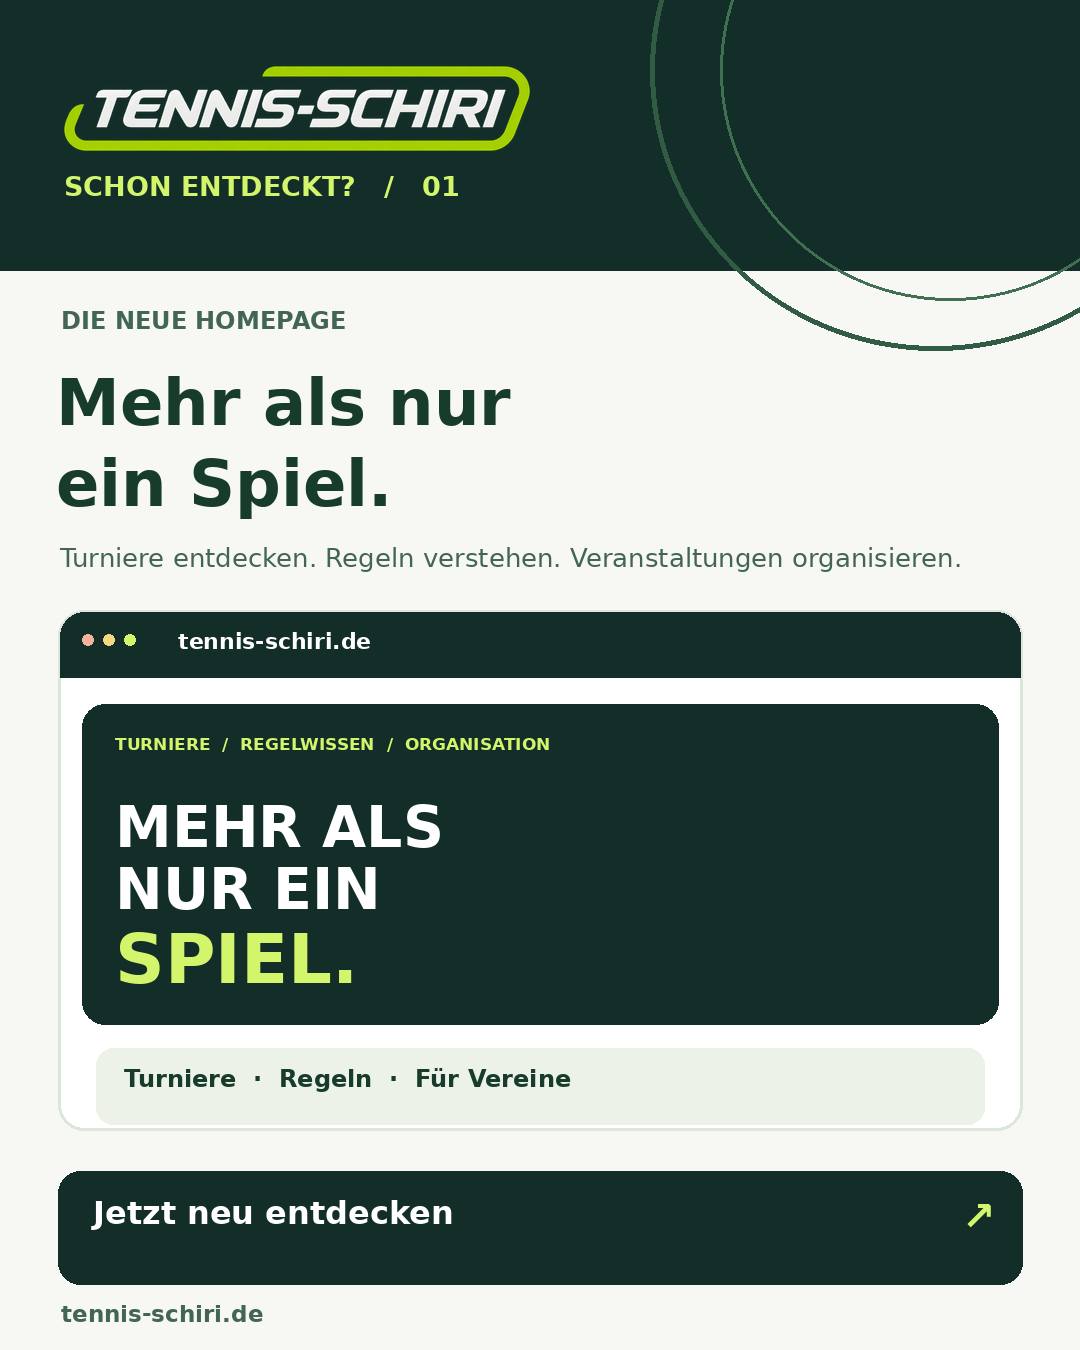 TENNIS-SCHIRI
SCHON ENTDECKT? / 01
DIE NEUE HOMEPAGE
Mehr als nur
ein Spiel.
Turniere entdecken. Regeln verstehen. Veranstaltungen organisieren.
tennis-schiri.de
TURNIERE / REGELWISSEN / ORGANISATION
MEHR ALS
NUR EIN
SPIEL.
Turniere · Regeln · Für Vereine
Jetzt neu entdecken ↗
tennis-schiri.de